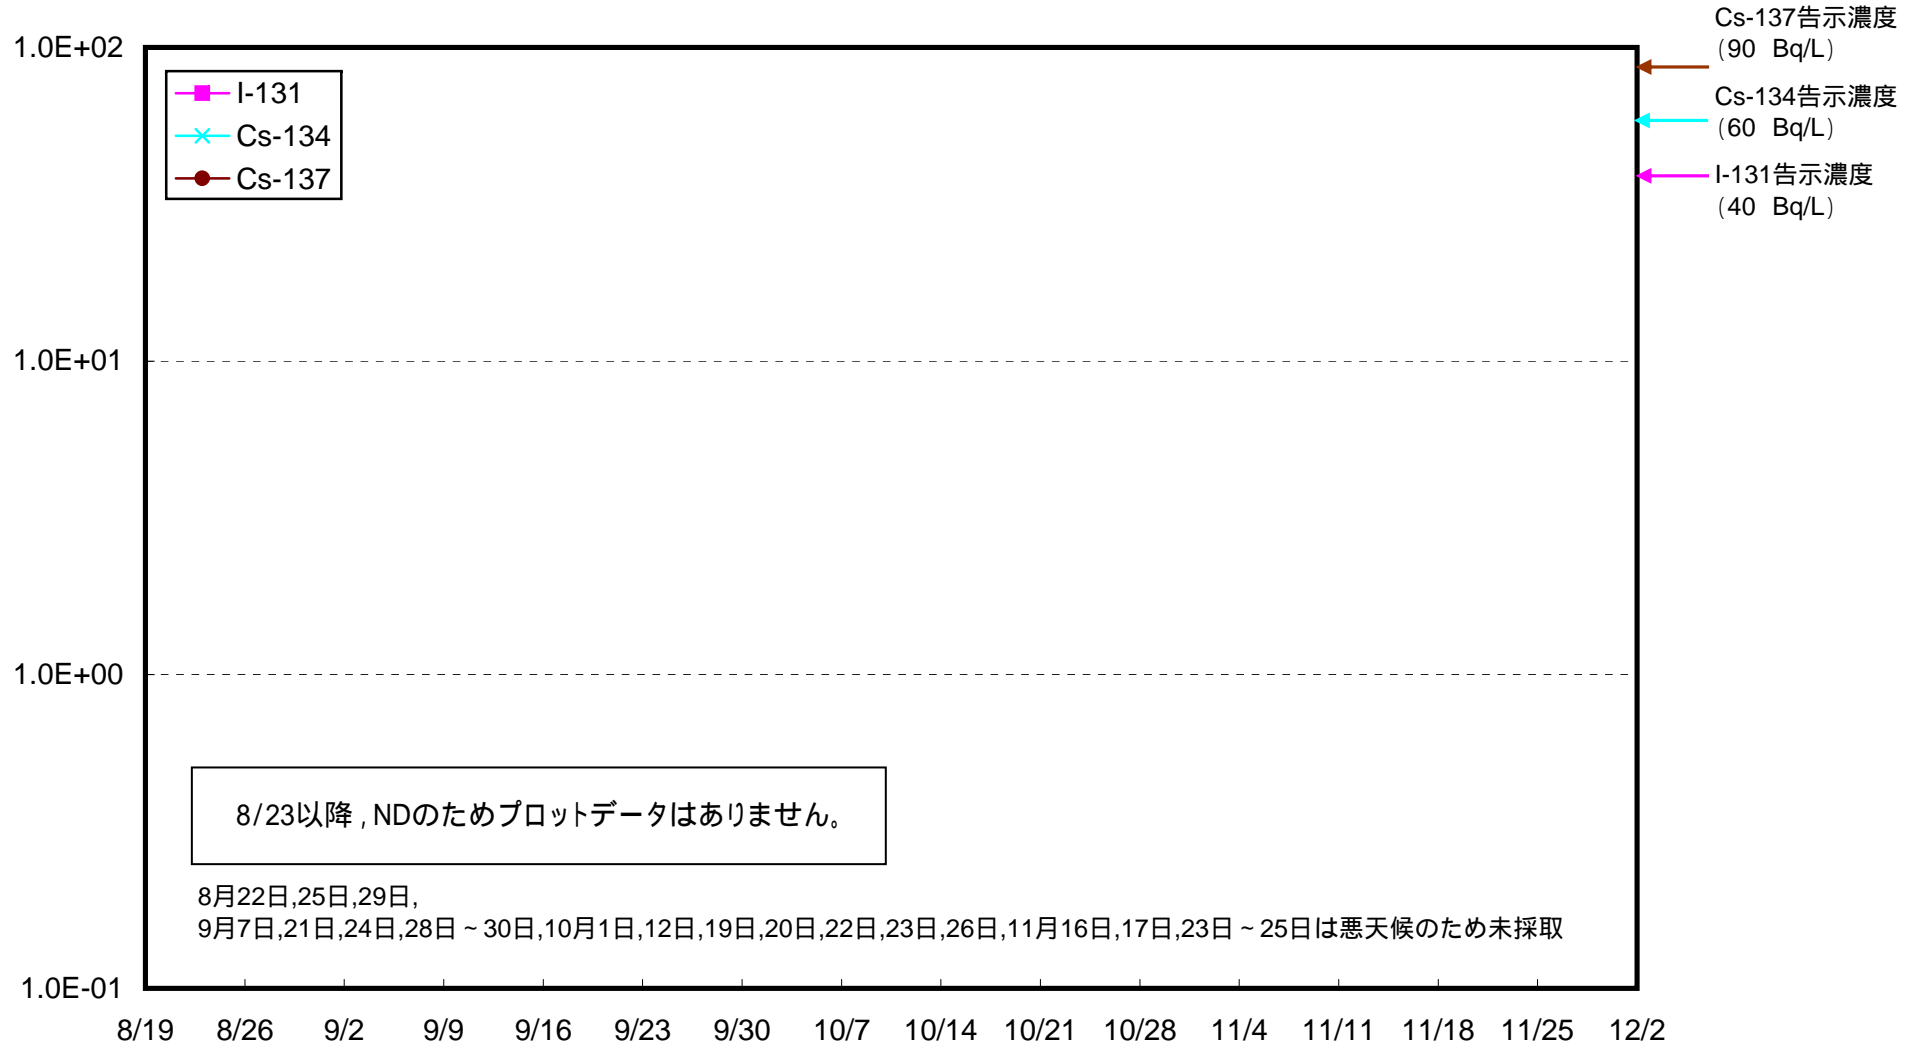 Cs-137告示濃度
(90 Bq/L)
Cs-134告示濃度
(60 Bq/L)
I-131告示濃度
(40 Bq/L)
1.0E+02
1.0E+01
1.0E+00
1.0E-01
I-131
Cs-134
Cs-137
8/23以降,NDのためプロットデータはありません。
8月22日,25日,29日,
9月7日,21日,24日,28日~30日,10月1日,12日,19日,20日,22日,23日,26日,11月16日,17日,23日~25日は悪天候のため未採取
8/19 8/26 9/2 9/9 9/16 9/23 9/30 10/7 10/14 10/21 10/28 11/4 11/11 11/18 11/25 12/2